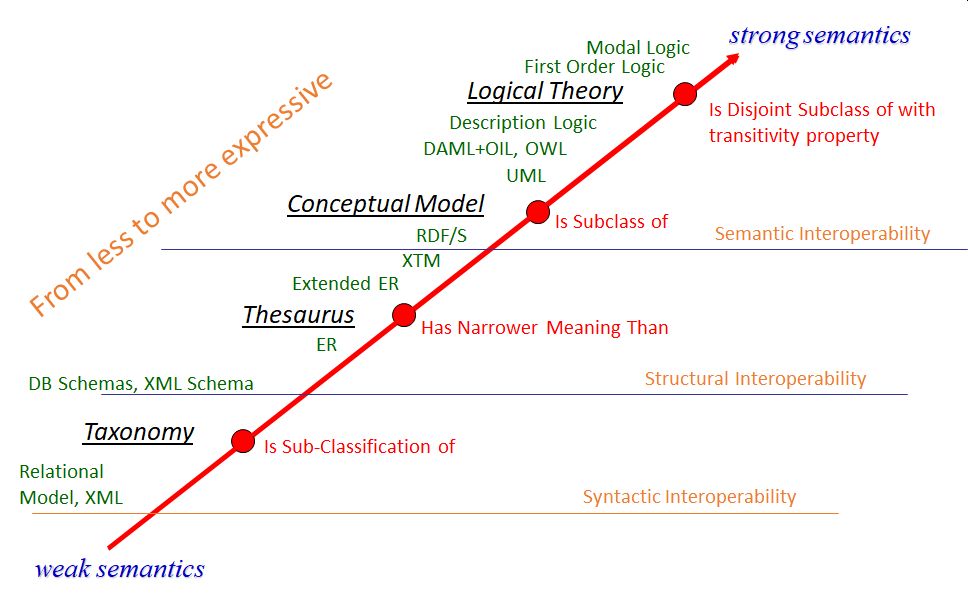 strong semantics
Modal Logic
First Order Logic
Logical Theory
Is Disjoint Subclass of with
transitivity property
From less to more expressive
Description Logic
DAML+OIL, OWL
UML
Conceptual Model
Is Subclass of
RDF/S
Semantic Interoperability
XTM
Extended ER
Thesaurus
Has Narrower Meaning Than
ER
DB Schemas, XML Schema
Structural Interoperability
Taxonomy
Is Sub-Classification of
Relational
Model, XML
Syntactic Interoperability
weak semantics